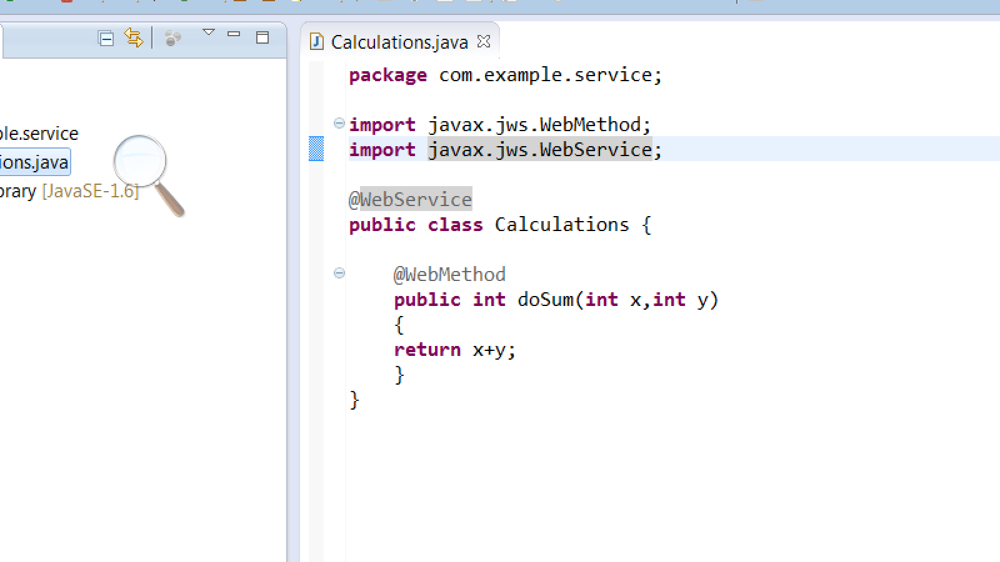 Calculations.java
ple.service
ions.java
brary [JavaSE-1.6]
package com.example.service;
import javax.jws.WebMethod;
import javax.jws.WebService;
@WebService
public class Calculations {
@WebMethod
public int doSum(int x,int y)
{
return x+y;
}
}